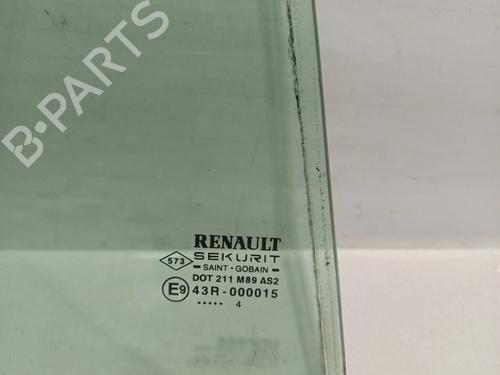 B-PARTS
RENAULT
573 SEKURIT
SAINT - GOBAIN
DOT 211 M89 AS2
E9 43R-000015
..... 4